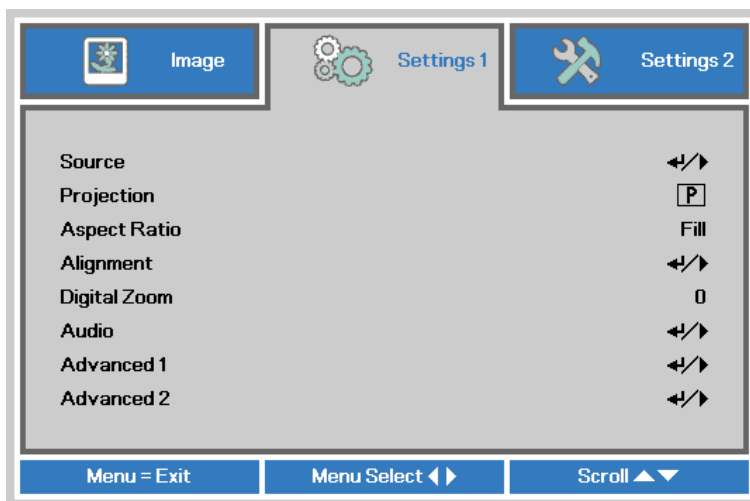 Image Settings 1 Settings 2
Source
Projection P
Aspect Ratio Fill
Alignment
Digital Zoom 0
Audio
Advanced 1
Advanced 2
Menu = Exit Menu Select Scroll